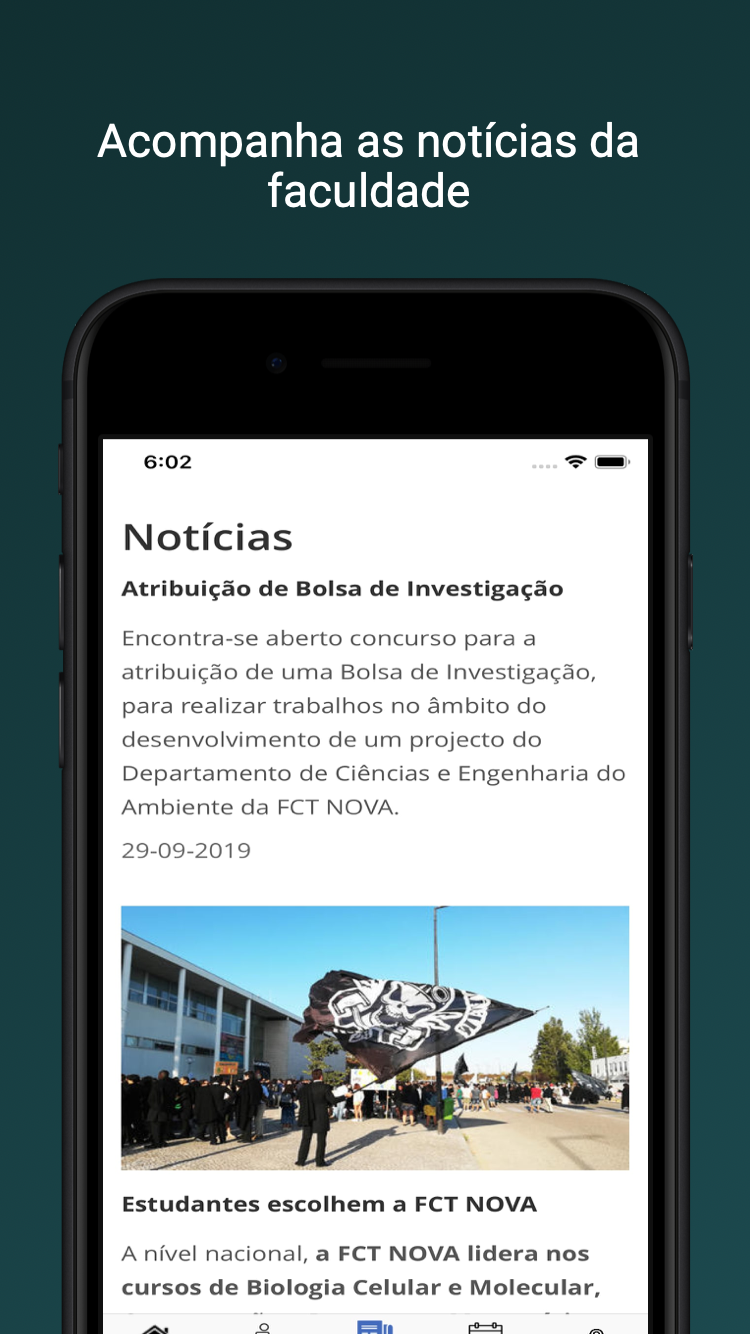 Acompanha as notícias da
faculdade
6:02
Notícias
Atribuição de Bolsa de Investigação
Encontra-se aberto concurso para a
atribuição de uma Bolsa de Investigação,
para realizar trabalhos no âmbito do
desenvolvimento de um projecto do
Departamento de Ciências e Engenharia do
Ambiente da FCT NOVA.
29-09-2019
Estudantes escolhem a FCT NOVA
A nível nacional, a FCT NOVA lidera nos
cursos de Biologia Celular e Molecular,